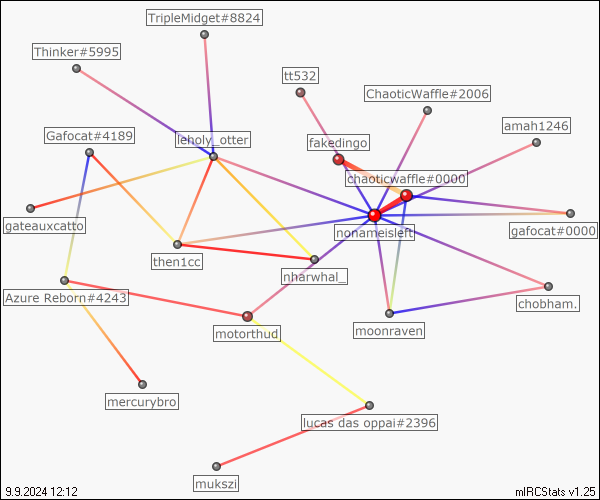 TripleMidget#8824
Thinker#5995
tt532
ChaoticWaffle#2006
amah1246
Gafocat#4189
leholy_otter
fakedingo
chaoticwaffle#0000
gateauxcatto
nonameisleft
gafocat#0000
then1cc
nharwhal_
Azure Reborn#4243
chobham.
motorthud
moonraven
mercurybro
lucas das oppai#2396
mukszi
9.9.2024 12:12
mIRCStats v1.25